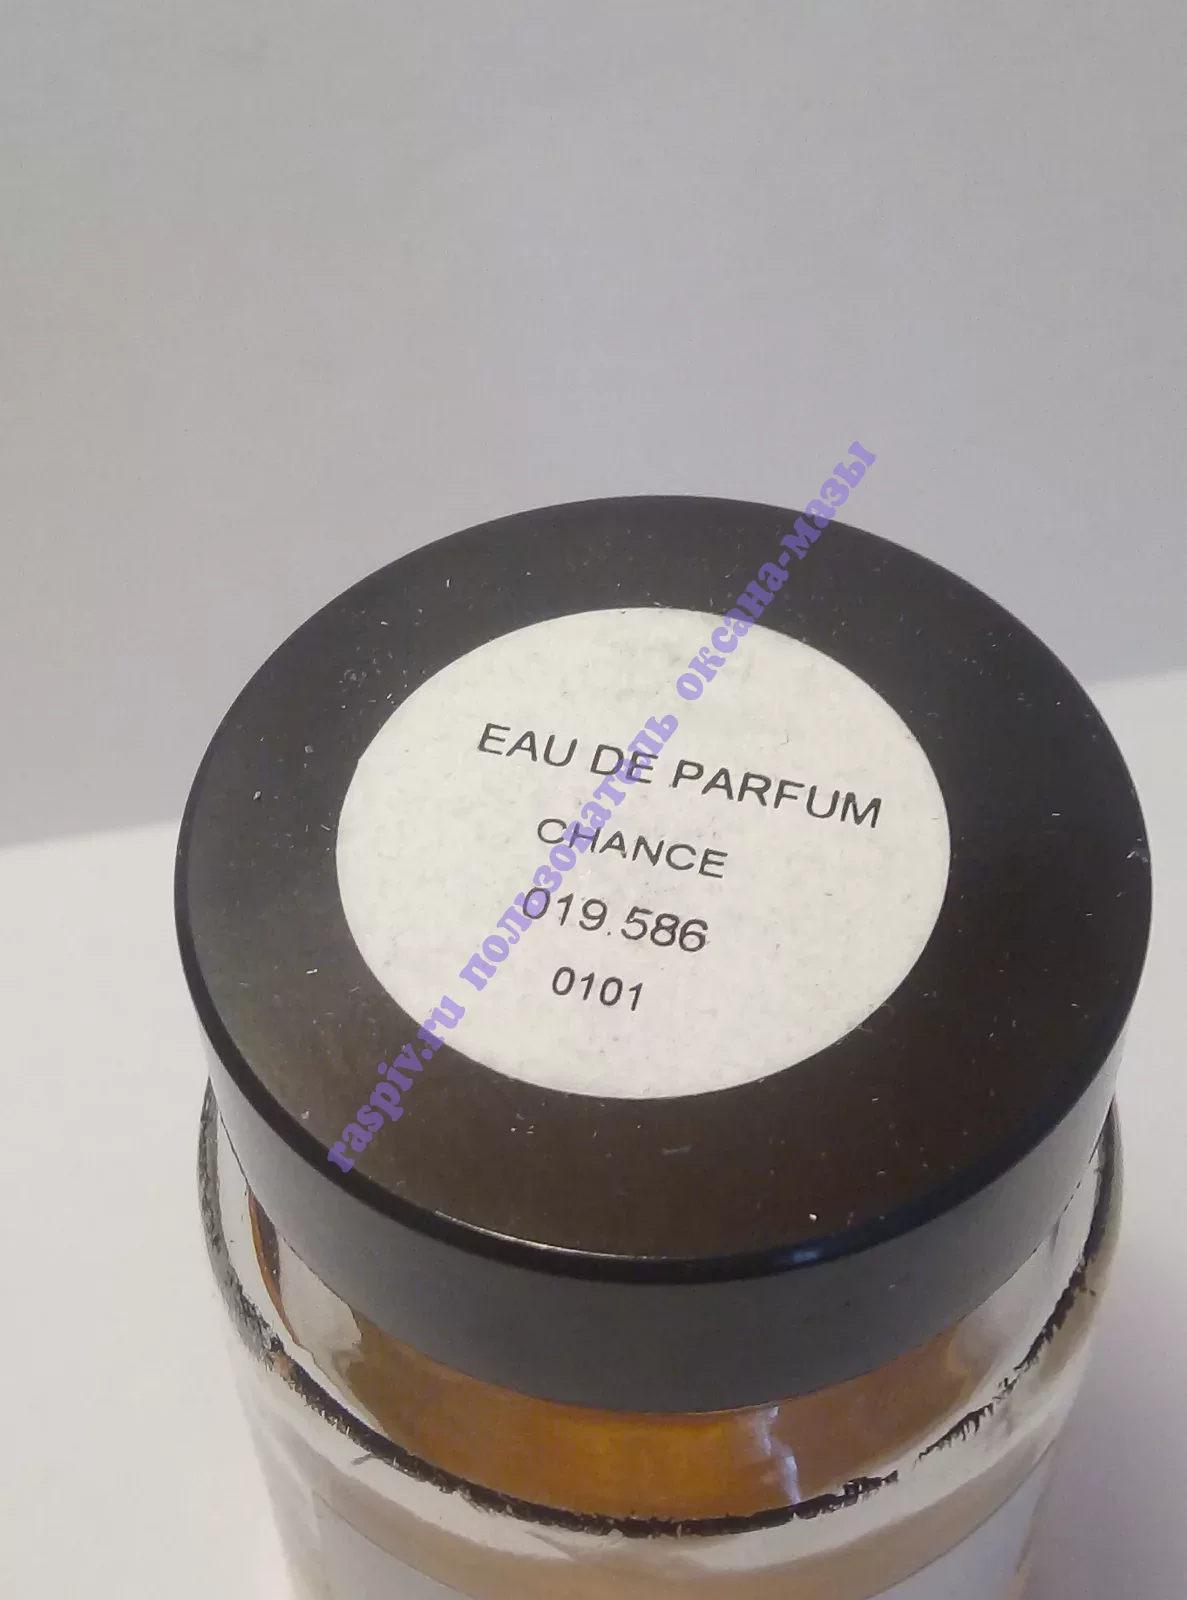 EAU DE PARFUM
CHANCE
019.586
0101
raspiv.ru пользователь оксана-мазы